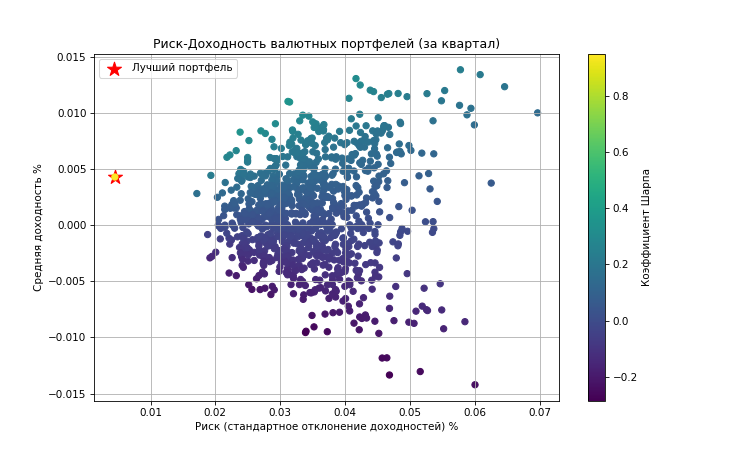 Риск-Доходность валютных портфелей (за квартал)
Лучший портфель
Средняя доходность %
0.015
0.010
0.005
0.000
−0.005
−0.010
−0.015
0.01 0.02 0.03 0.04 0.05 0.06 0.07
Риск (стандартное отклонение доходностей) %
0.8
0.6
0.4
0.2
0.0
−0.2
Коэффициент Шарпа